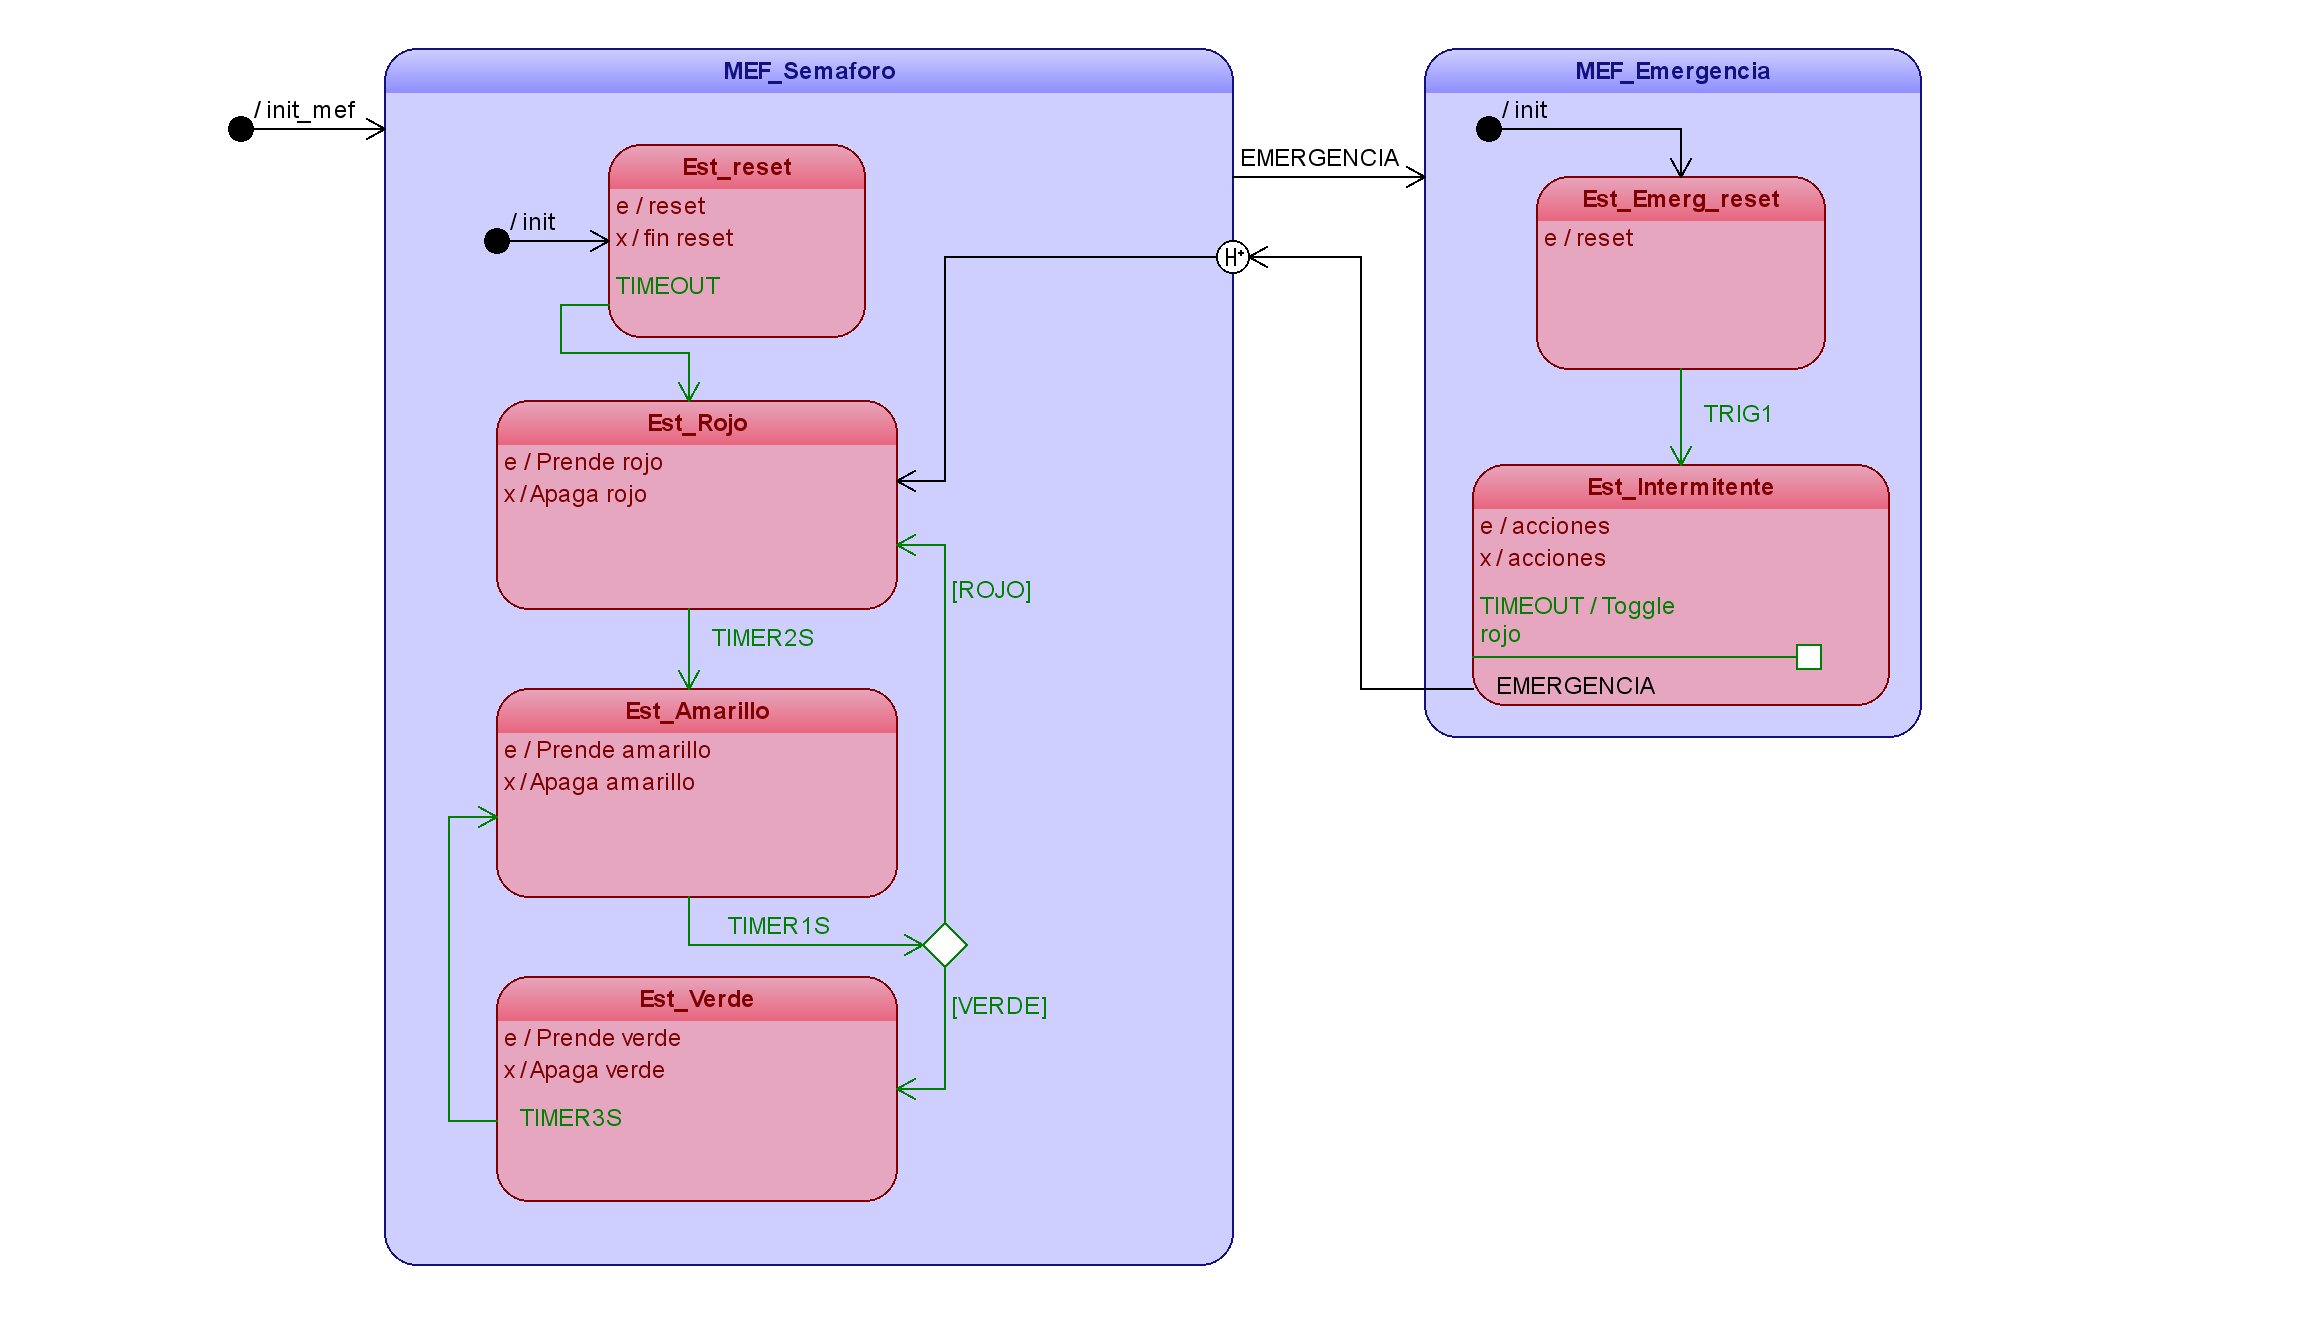 / init_mef
MEF_Semaforo
/ init
Est_reset
e / reset
x / fin reset
TIMEOUT
Est_Rojo
e / Prende rojo
x / Apaga rojo
[ROJO]
TIMER2S
Est_Amarillo
e / Prende amarillo
x / Apaga amarillo
TIMER1S
[VERDE]
Est_Verde
e / Prende verde
x / Apaga verde
TIMER3S
EMERGENCIA
H*
MEF_Emergencia
/ init
Est_Emerg_reset
e / reset
TRIG1
Est_Intermitente
e / acciones
x / acciones
TIMEOUT / Toggle
rojo
EMERGENCIA